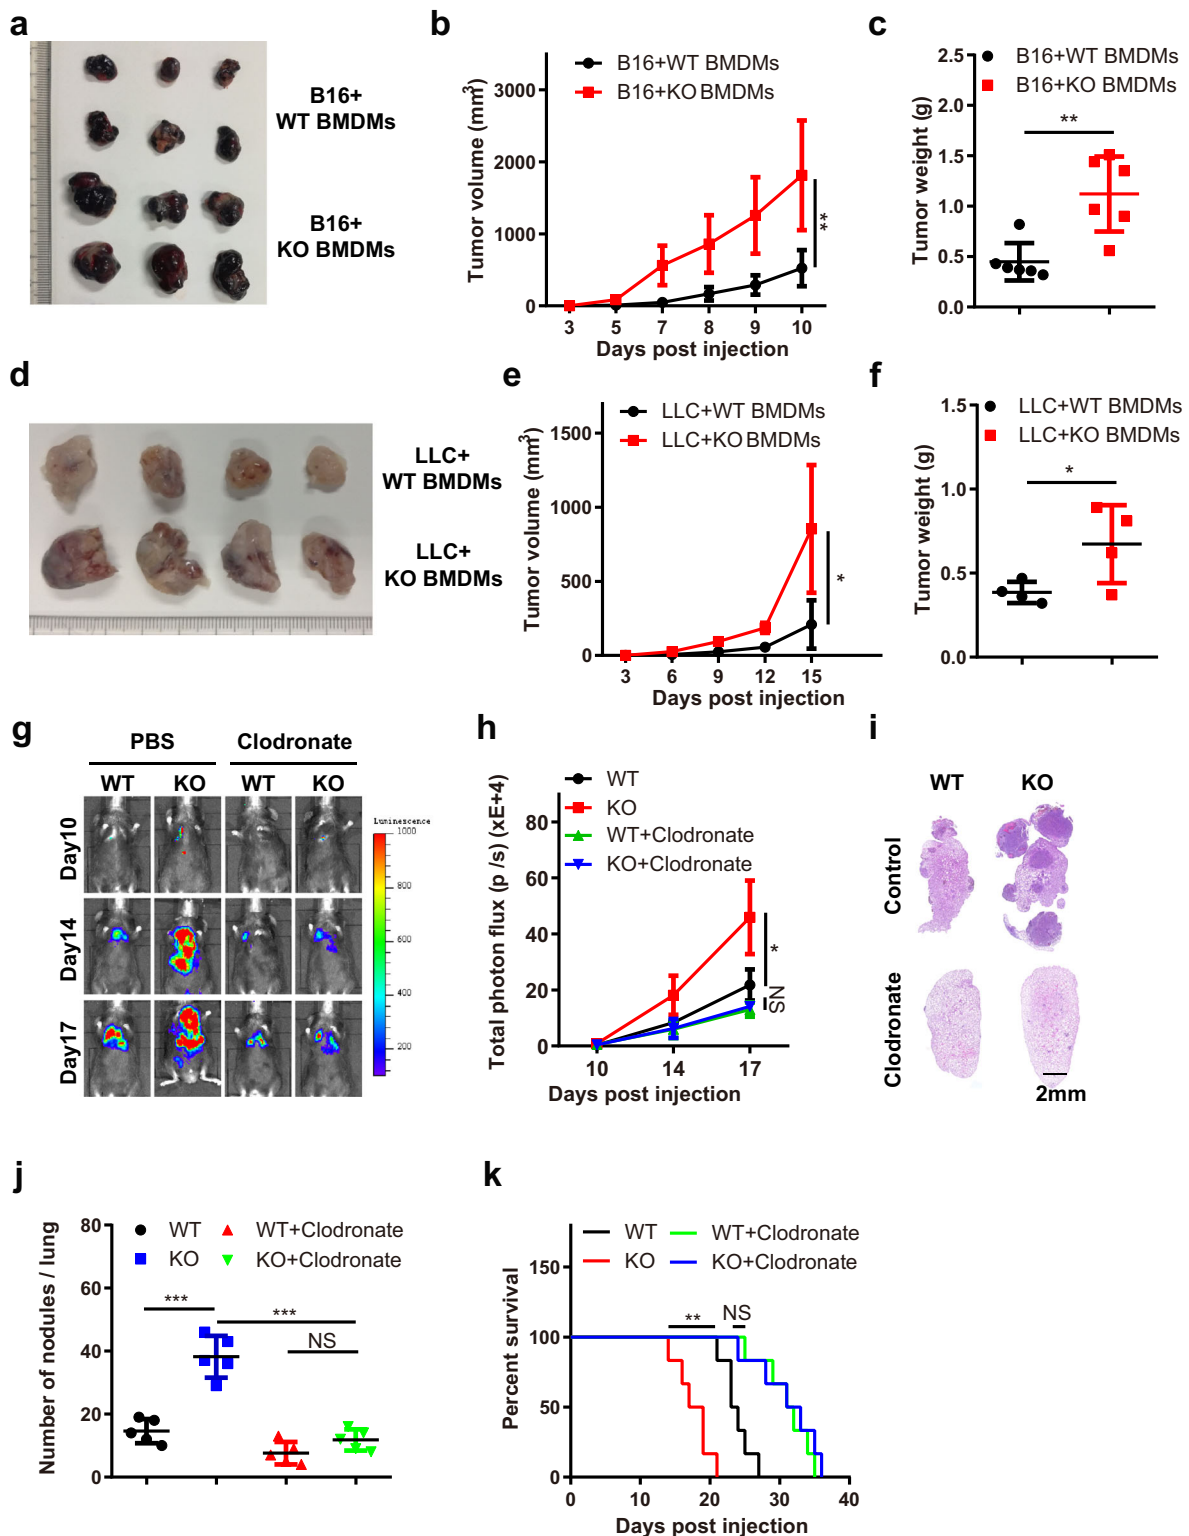 a
B16+
WT BMDMs
B16+
KO BMDMs
b
B16+WT BMDMs
B16+KO BMDMs
Tumor volume (mm3)
3000
2000
1000
0
**
3 5 7 8 9 10
Days post injection
c
B16+WT BMDMs
B16+KO BMDMs
Tumor weight (g)
2.5
2.0
1.5
1.0
0.5
0.0
**
d
LLC+
WT BMDMs
LLC+
KO BMDMs
e
LLC+WT BMDMs
LLC+KO BMDMs
Tumor volume (mm3)
1500
1000
500
0
*
3 6 9 12 15
Days post injection
f
LLC+WT BMDMs
LLC+KO BMDMs
Tumor weight (g)
1.5
1.0
0.5
0.0
*
g
PBS Clodronate
WT KO WT KO
Day10
Day14
Day17
Luminescence
1000
800
600
400
200
h
WT
KO
WT+Clodronate
KO+Clodronate
Total photon flux (p /s) (xE+4)
80
60
40
20
0
*
NS
10 14 17
Days post injection
i
WT KO
Control
Clodronate
2mm
j
WT WT+Clodronate
KO KO+Clodronate
Number of nodules / lung
80
60
40
20
0
***
***
NS
k
WT WT+Clodronate
KO KO+Clodronate
Percent survival
150
100
50
0
** NS
0 10 20 30 40
Days post injection